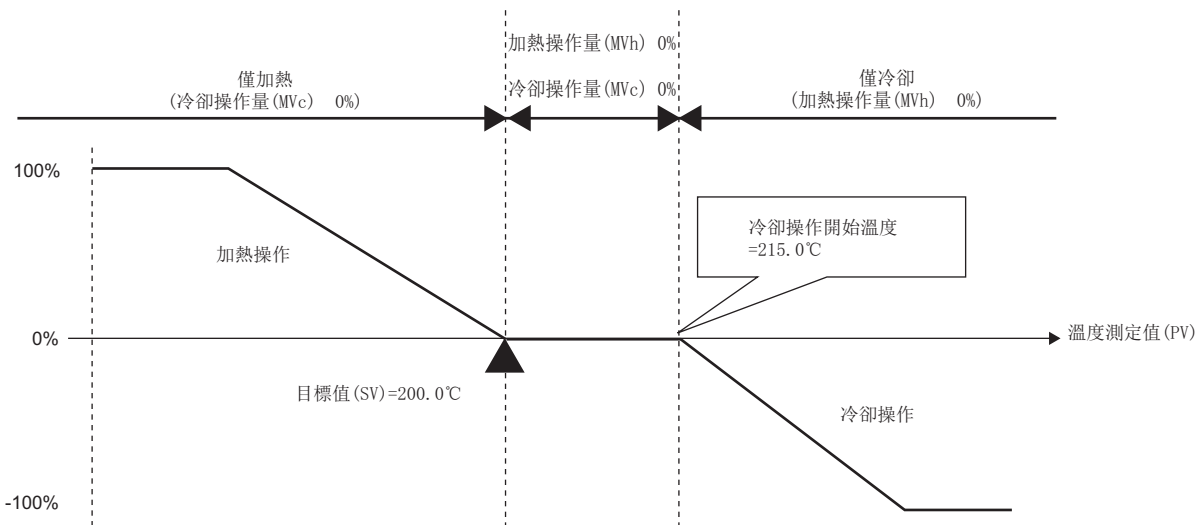 加熱操作量(MVh) 0%
冷卻操作量(MVc) 0%
僅加熱
(冷卻操作量(MVc) 0%)
僅冷卻
(加熱操作量(MVh) 0%)
100%
加熱操作
冷卻操作開始溫度
=215.0℃
0%
溫度測定值(PV)
目標值(SV)=200.0℃
冷卻操作
-100%